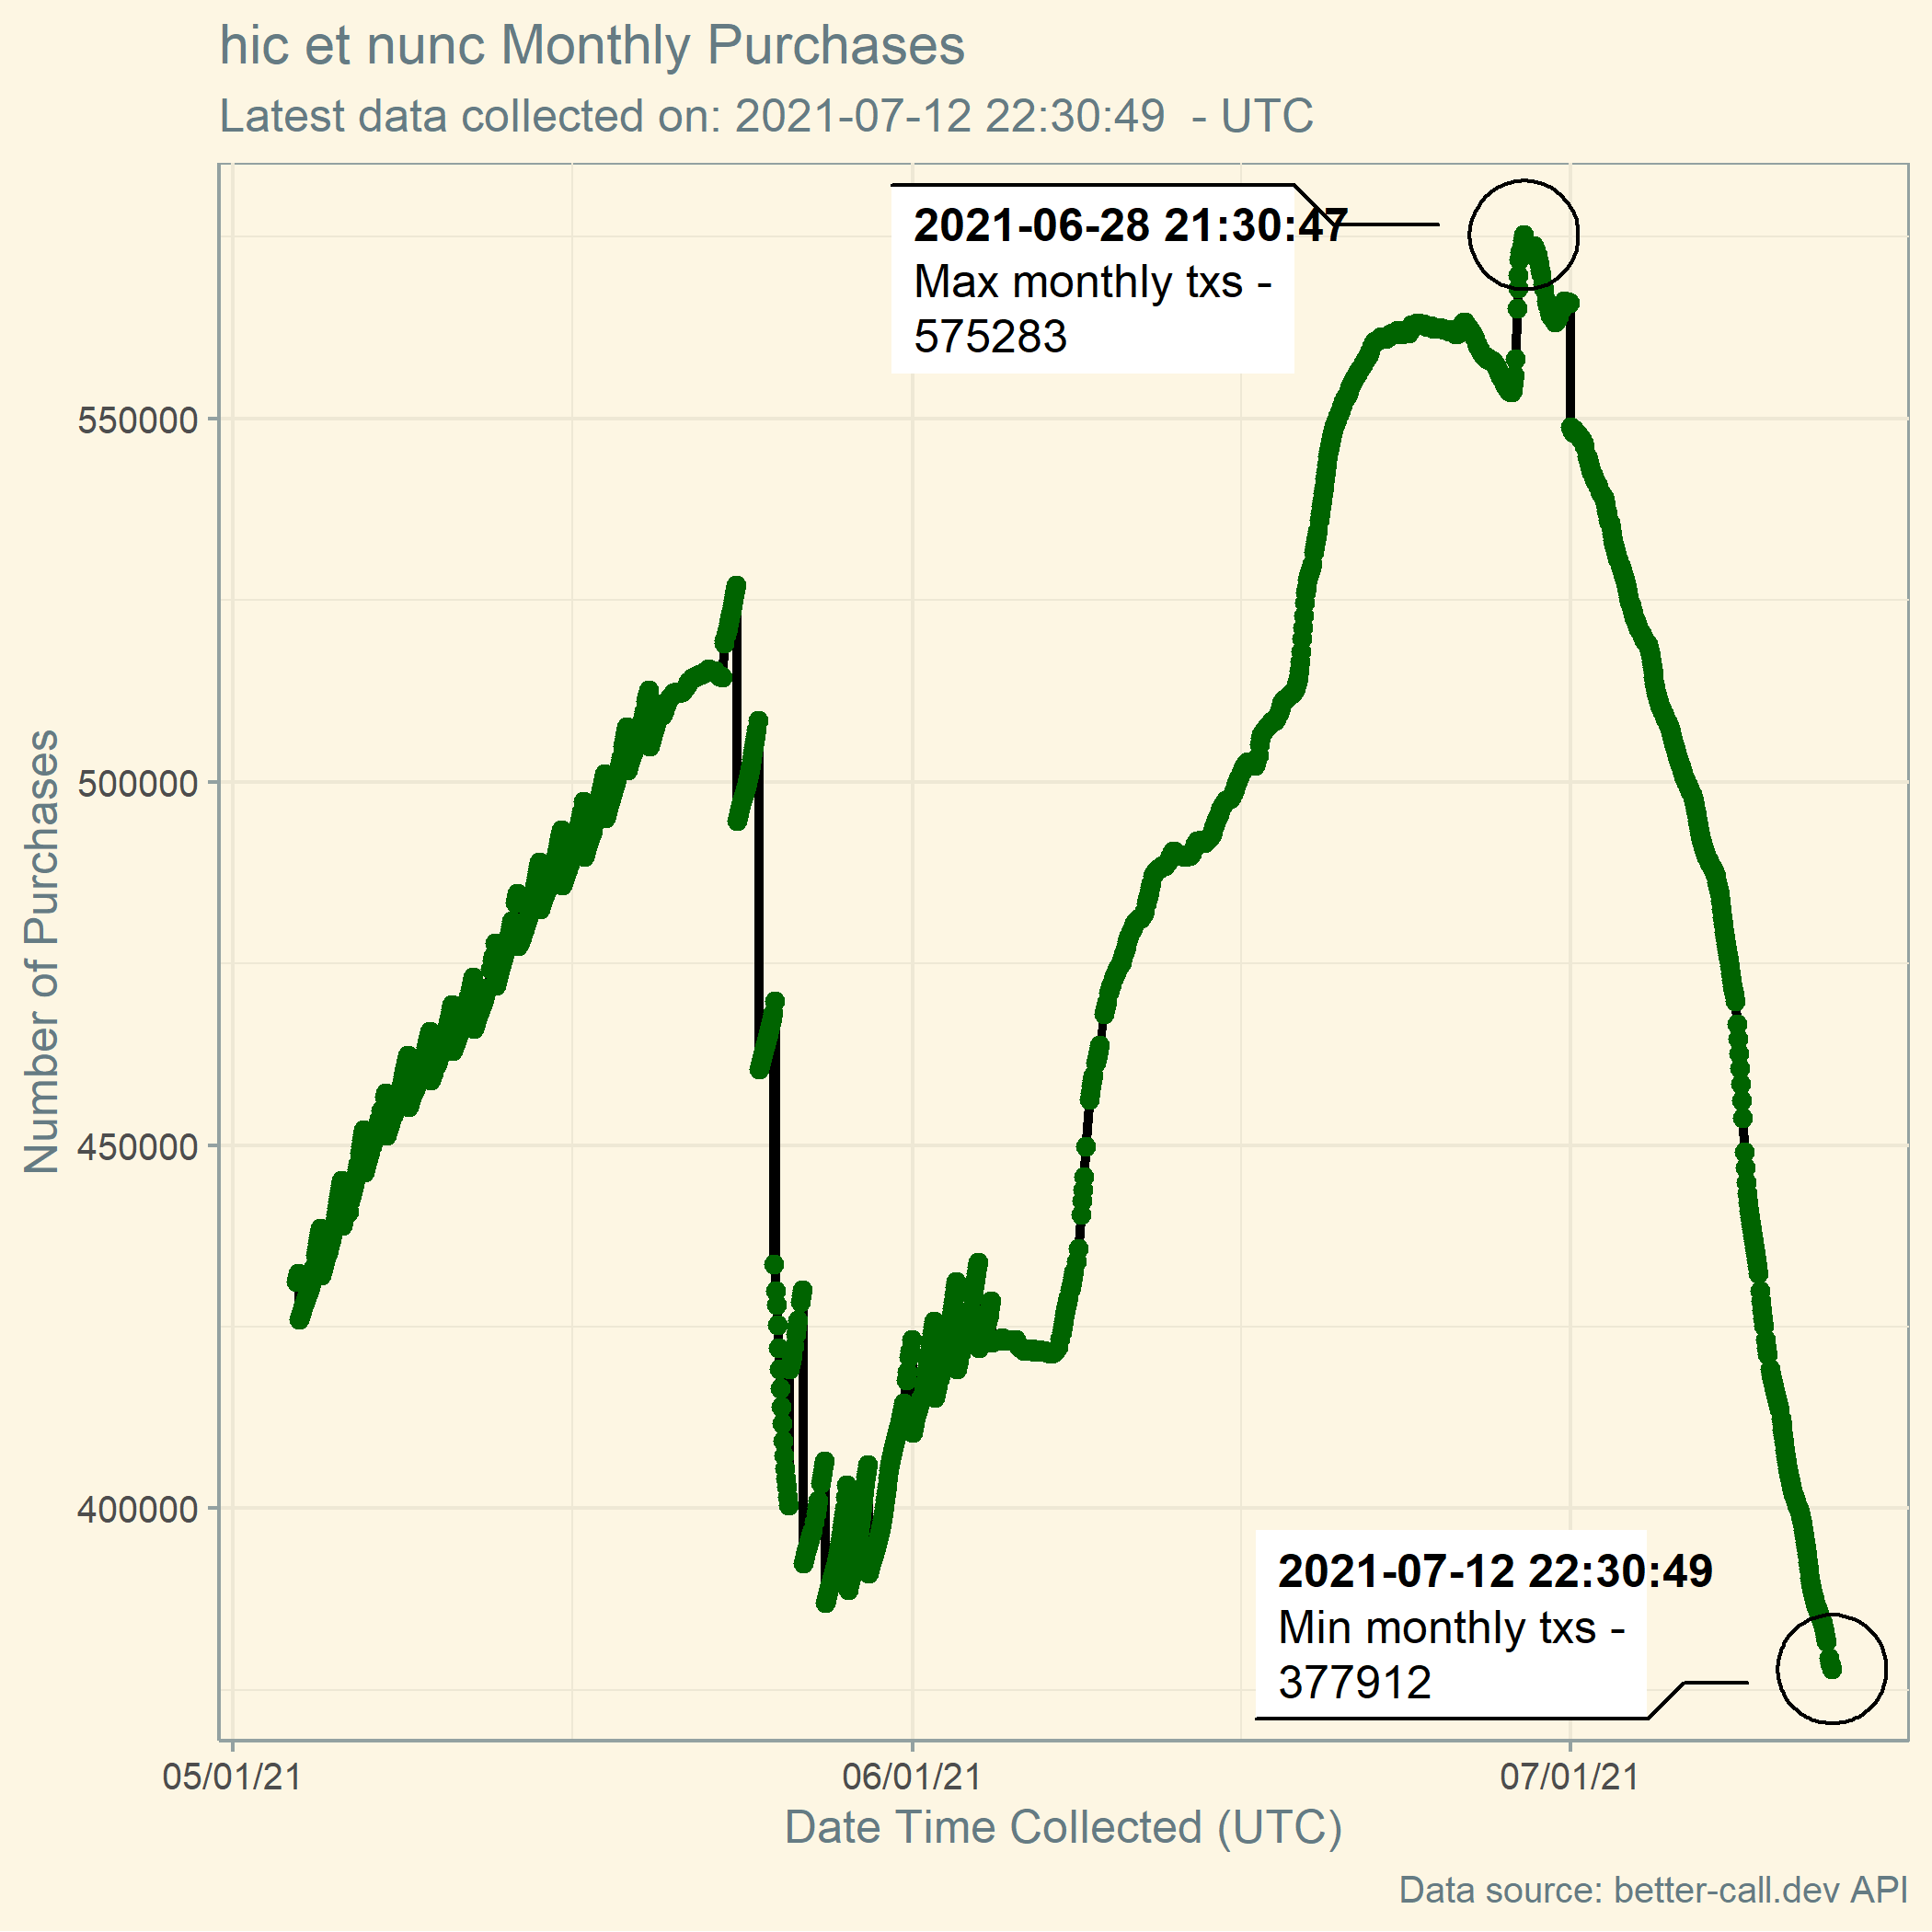 hic et nunc Monthly Purchases
Latest data collected on: 2021-07-12 22:30:49 - UTC
2021-06-28 21:30:47
Max monthly txs -
575283
550000
500000
450000
400000
Number of Purchases
2021-07-12 22:30:49
Min monthly txs -
377912
05/01/21
06/01/21
07/01/21
Date Time Collected (UTC)
Data source: better-call.dev API